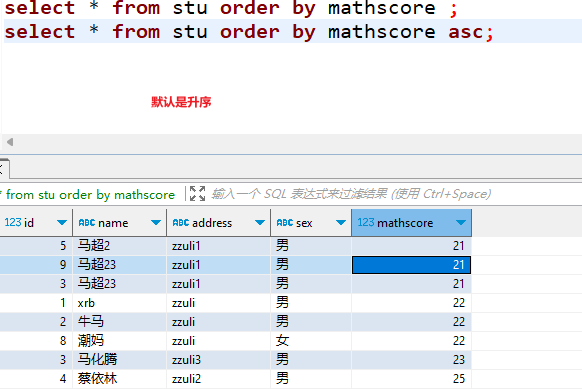 select * from stu order by mathscore ;
select * from stu order by mathscore asc;
默认是升序
* from stu order by mathscore 输入一个 SQL 表达式来过滤结果 (使用 Ctrl+Space)
123 id ABC name ABC address ABC sex 123 mathscore
5 马超2 zzuli1 男 21
9 马超23 zzuli1 男 21
3 马超23 zzuli1 男 21
1 xrb zzuli 男 22
2 牛马 zzuli 男 22
8 潮妈 zzuli 女 22
3 马化腾 zzuli3 男 23
4 蔡依林 zzuli2 男 25